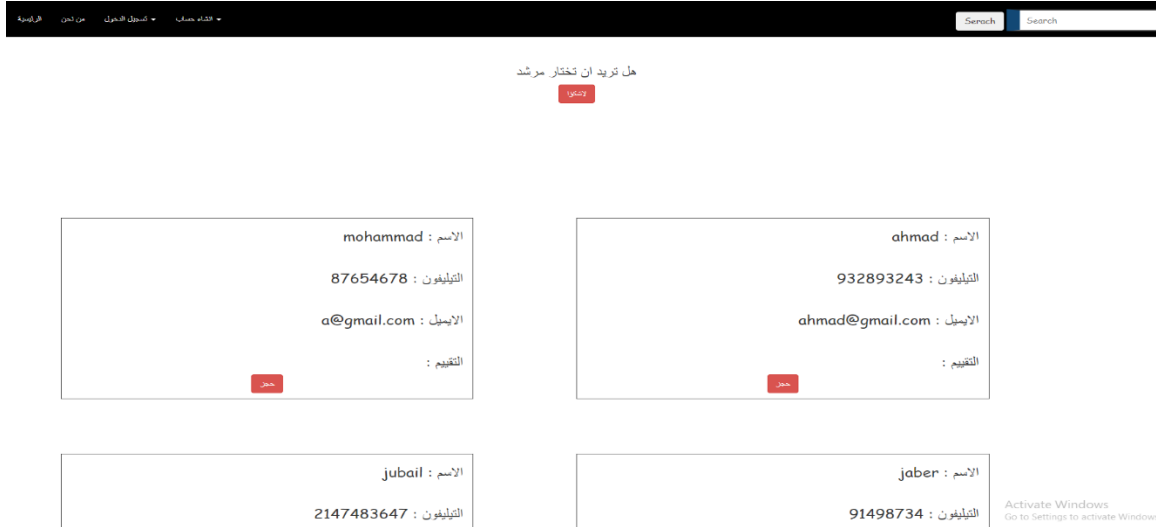 الرئيسية من نحن تسجيل الدخول انشاء حساب Serach Search
هل تريد ان تختار مرشد
لاشكرا
الاسم : ahmad
التيليفون : 932893243
الايميل : ahmad@gmail.com
التقييم :
حجز
الاسم : mohammad
التيليفون : 87654678
الايميل : a@gmail.com
التقييم :
حجز
الاسم : jaber
التيليفون : 91498734
الاسم : jubail
التيليفون : 2147483647
Activate Windows
Go to Settings to activate Windows